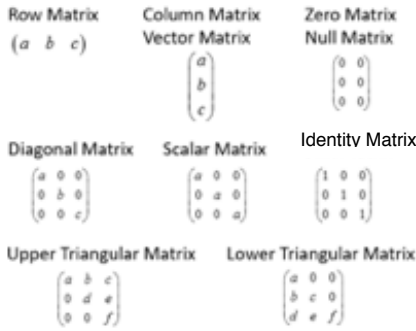 Row Matrix
(a b c)
Column Matrix
Vector Matrix
(a
b
c)
Zero Matrix
Null Matrix
(0 0
0 0
0 0)
Diagonal Matrix
(a 0 0
0 b 0
0 0 c)
Scalar Matrix
(a 0 0
0 a 0
0 0 a)
Identity Matrix
(1 0 0
0 1 0
0 0 1)
Upper Triangular Matrix
(a b c
0 d e
0 0 f)
Lower Triangular Matrix
(a 0 0
b c 0
d e f)